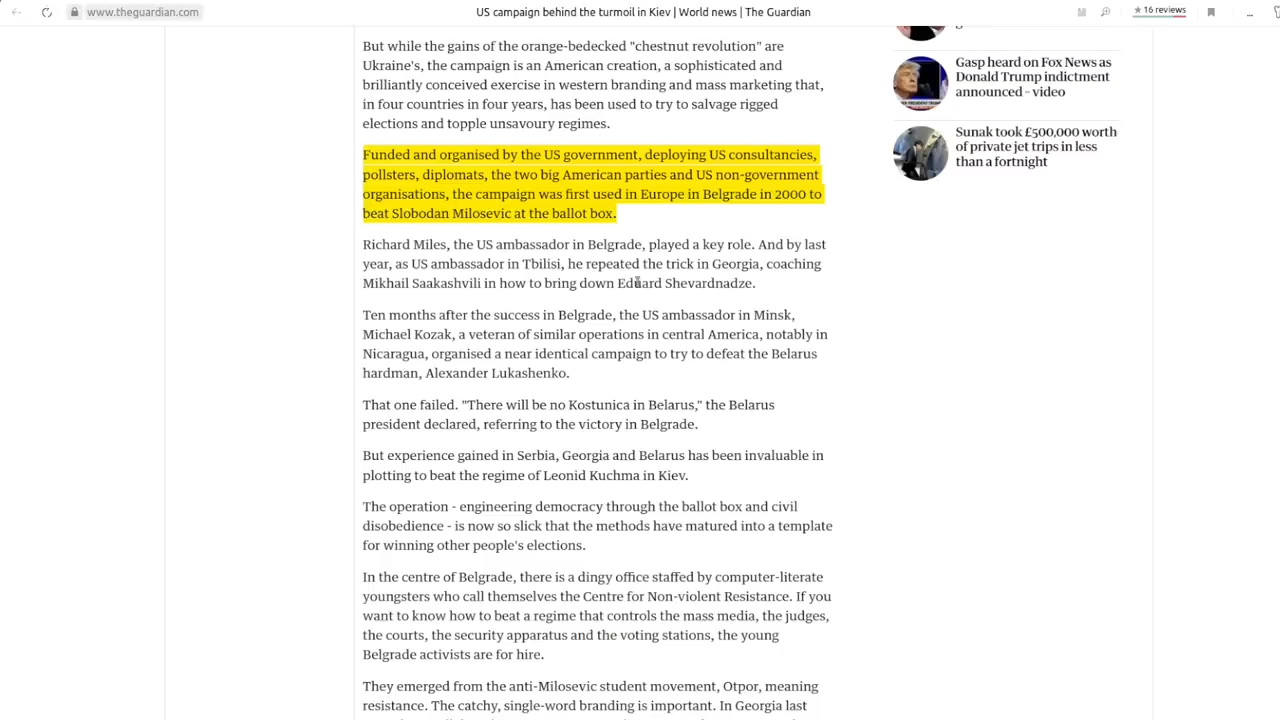 www.theguardian.com
US campaign behind the turmoil in Kiev | World news | The Guardian
★ 16 reviews
...
But while the gains of the orange-bedecked "chestnut revolution" are
Ukraine's, the campaign is an American creation, a sophisticated and
brilliantly conceived exercise in western branding and mass marketing that,
in four countries in four years, has been used to try to salvage rigged
elections and topple unsavoury regimes.
Funded and organised by the US government, deploying US consultancies,
pollsters, diplomats, the two big American parties and US non-government
organisations, the campaign was first used in Europe in Belgrade in 2000 to
beat Slobodan Milosevic at the ballot box.
Richard Miles, the US ambassador in Belgrade, played a key role. And by last
year, as US ambassador in Tbilisi, he repeated the trick in Georgia, coaching
Mikhail Saakashvili in how to bring down Eduard Shevardnadze.
Ten months after the success in Belgrade, the US ambassador in Minsk,
Michael Kozak, a veteran of similar operations in central America, notably in
Nicaragua, organised a near identical campaign to try to defeat the Belarus
hardman, Alexander Lukashenko.
That one failed. "There will be no Kostunica in Belarus," the Belarus
president declared, referring to the victory in Belgrade.
But experience gained in Serbia, Georgia and Belarus has been invaluable in
plotting to beat the regime of Leonid Kuchma in Kiev.
The operation - engineering democracy through the ballot box and civil
disobedience - is now so slick that the methods have matured into a template
for winning other people's elections.
In the centre of Belgrade, there is a dingy office staffed by computer-literate
youngsters who call themselves the Centre for Non-violent Resistance. If you
want to know how to beat a regime that controls the mass media, the judges,
the courts, the security apparatus and the voting stations, the young
Belgrade activists are for hire.
They emerged from the anti-Milosevic student movement, Otpor, meaning
resistance. The catchy, single-word branding is important. In Georgia last
Gasp heard on Fox News as
Donald Trump indictment
announced – video
Sunak took £500,000 worth
of private jet trips in less
than a fortnight